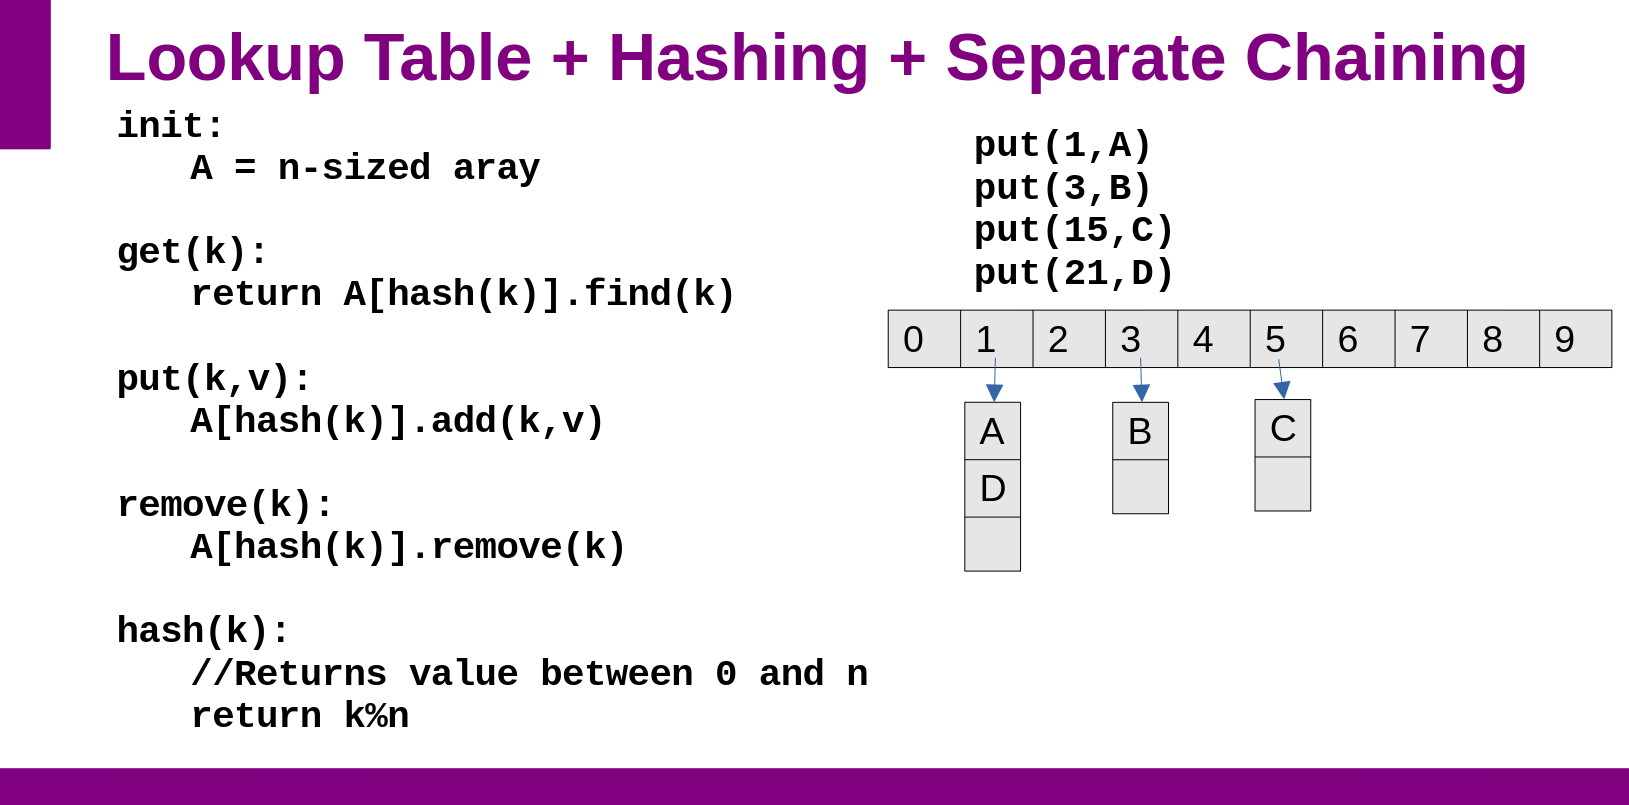 Lookup Table + Hashing + Separate Chaining
init:
A = n-sized aray
get(k):
return A[hash(k)].find(k)
put(k,v):
A[hash(k)].add(k,v)
remove(k):
A[hash(k)].remove(k)
hash(k):
//Returns value between 0 and n
return k%n
put(1,A)
put(3,B)
put(15,C)
put(21,D)
0 1 2 3 4 5 6 7 8 9
A B C
D